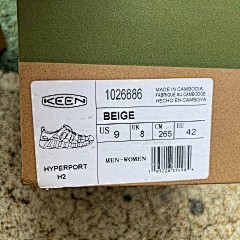 KEEN
1026686
MADE IN CAMBODIA
FABRIQUÉ AU CAMBODGE
HECHO EN CAMBOYA
BEIGE
US 9 UK 8 CM 265 EU 42
HYPERPORT
H2
MEN-WOMEN